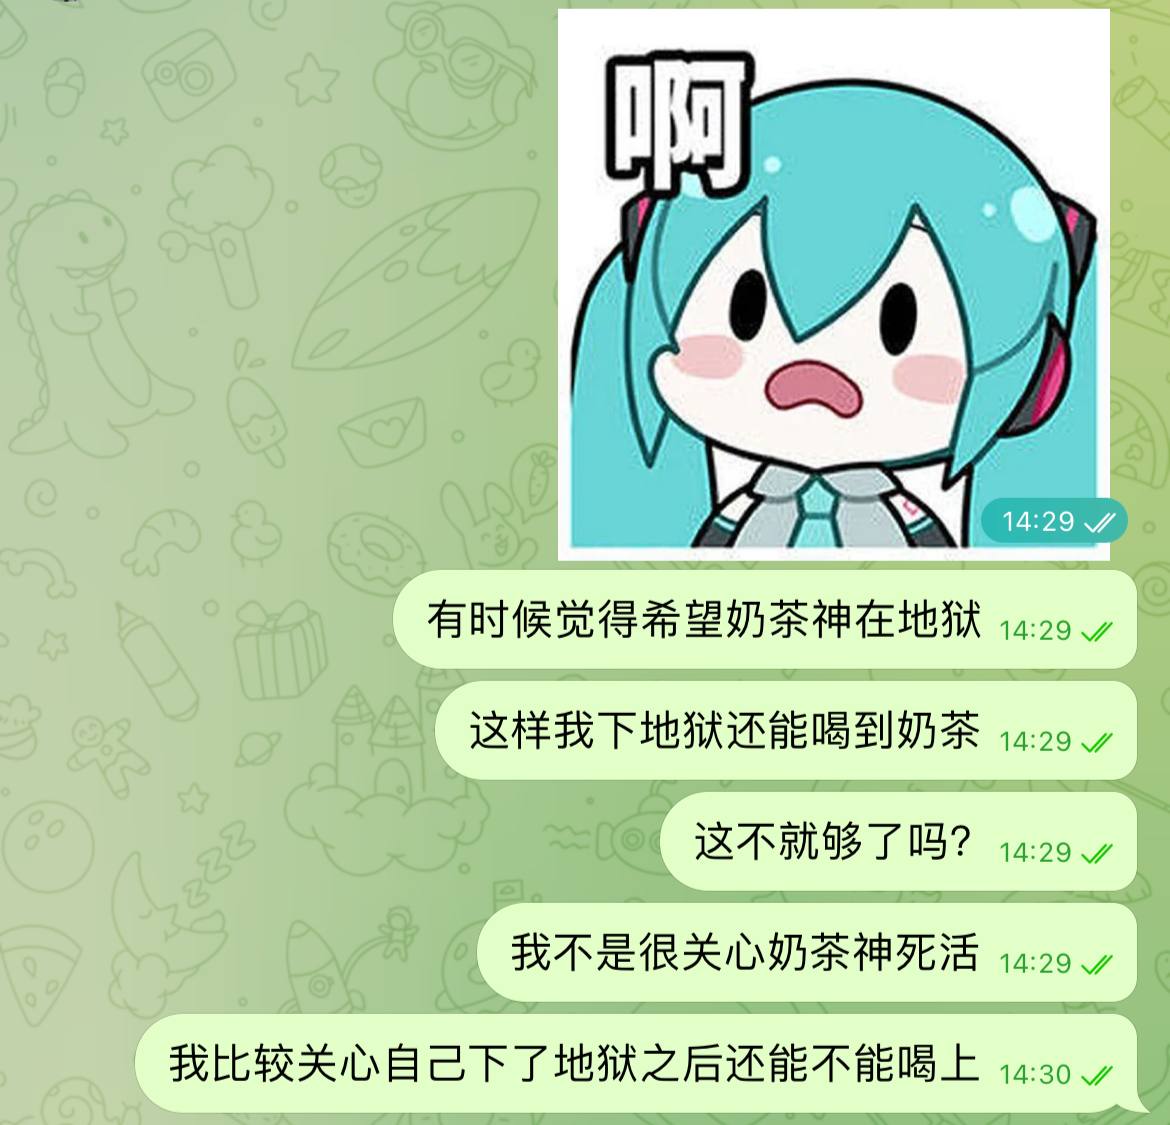 啊
14:29
有时候觉得希望奶茶神在地狱 14:29
这样我下地狱还能喝到奶茶 14:29
这不就够了吗? 14:29
我不是很关心奶茶神死活 14:29
我比较关心自己下了地狱之后还能不能喝上 14:30